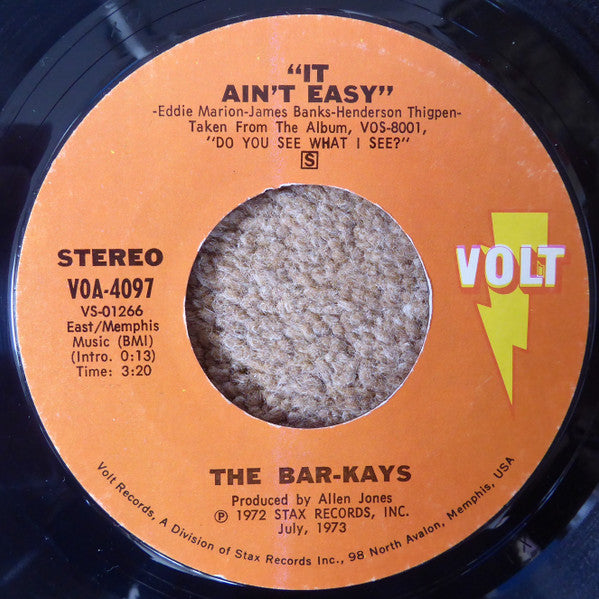 "IT
AIN'T EASY"
-Eddie Marion-James Banks-Henderson Thigpen-
Taken From The Album, VOS-8001,
"DO YOU SEE WHAT I SEE?"
S
STEREO
VOA-4097
VS-01266
East/Memphis
Music (BMI)
(Intro. 0:13)
Time: 3:20
VOLT
THE BAR-KAYS
Produced by Allen Jones
℗ 1972 STAX RECORDS, INC.
July, 1973
Volt Records, A Division of Stax Records Inc., 98 North Avalon, Memphis, USA